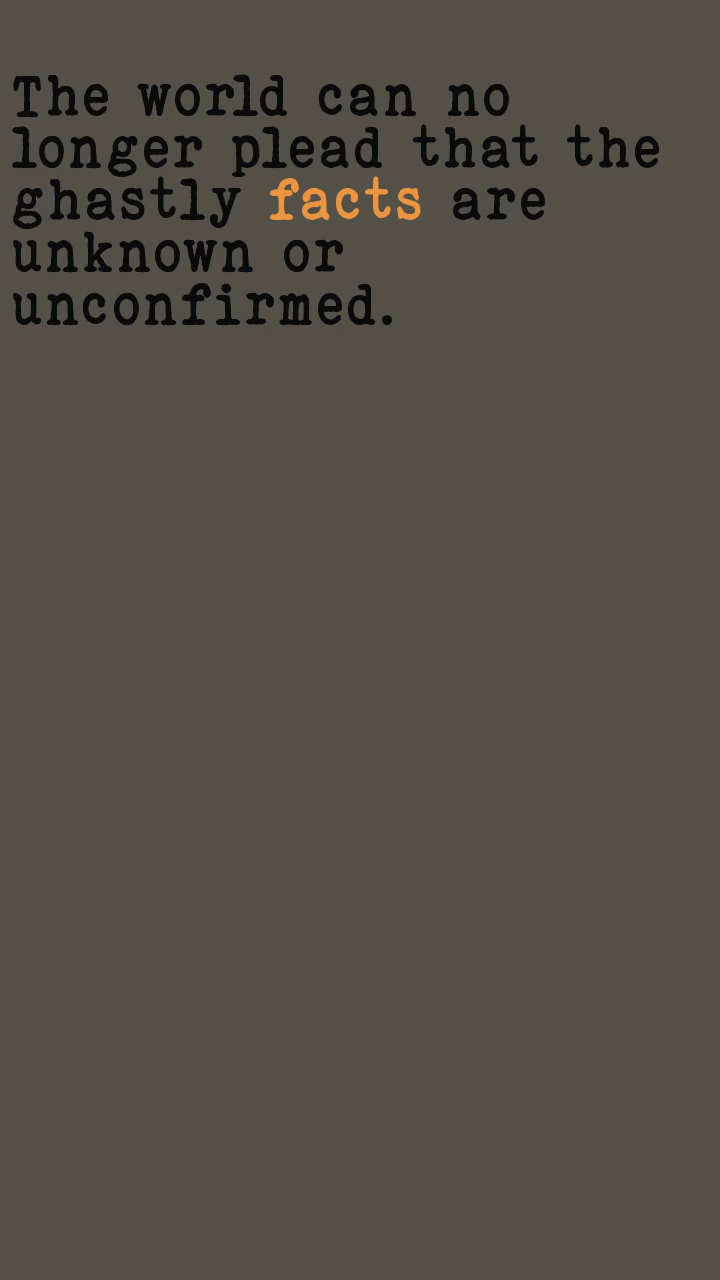 The world can no
longer plead that the
ghastly facts are
unknown or
unconfirmed.